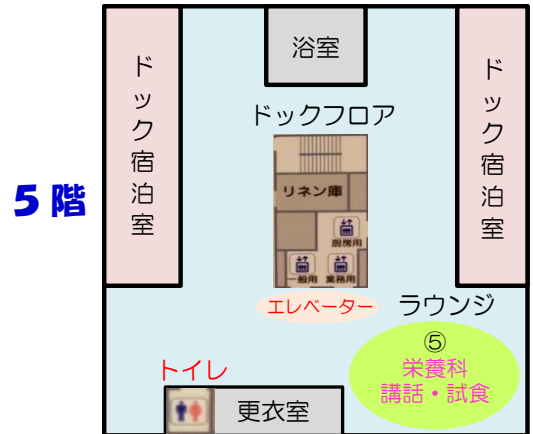 浴室
ドック宿泊室
ドック宿泊室
ドックフロア
リネン庫
厨房用
一般用
業務用
5階
エレベーター
ラウンジ
⑤
栄養科
講話・試食
トイレ
更衣室